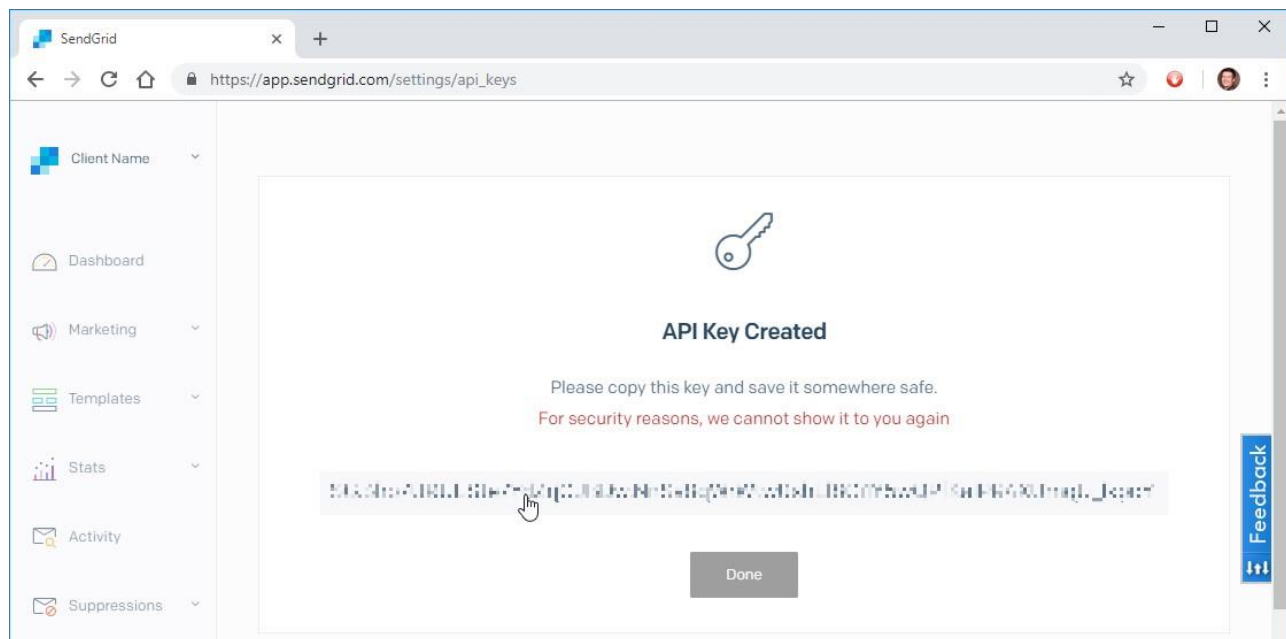 SendGrid
https://app.sendgrid.com/settings/api_keys
Client Name
Dashboard
Marketing
Templates
Stats
Activity
Suppressions
API Key Created
Please copy this key and save it somewhere safe.
For security reasons, we cannot show it to you again
Done
Feedback